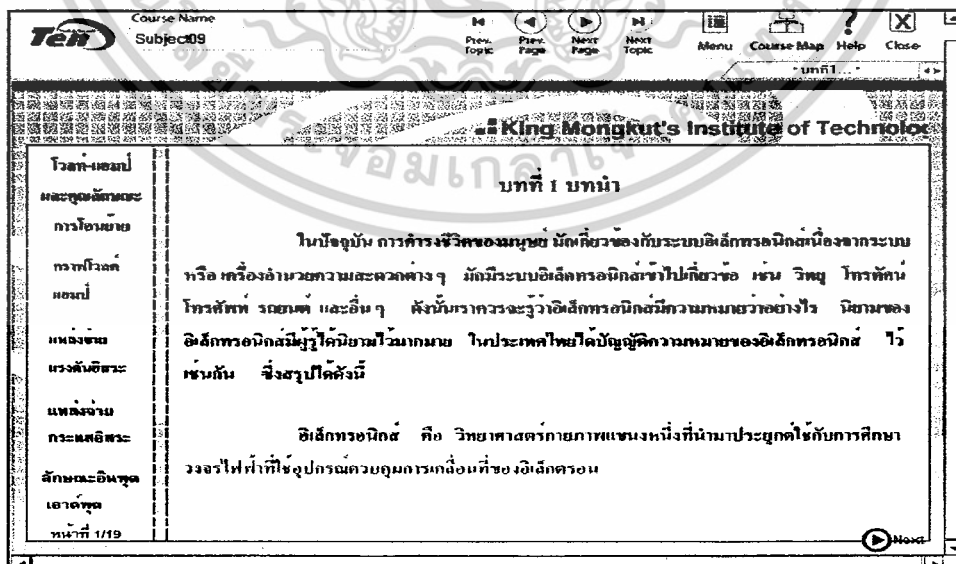 Course Name
Ten Subject09
Prev. Topic Prev. Page Next Page Next Topic Menu Course Map Help Close
บทที่1...
King Mongkut's Institute of Technoloc
โวลท์-แอมป์
และคุณลักษณะ
การโอนย้าย
กราฟโวลต์
แอมป์
แหล่งจ่าย
แรงดันอิสระ
แหล่งจ่าย
กระแสอิสระ
ลักษณะอินพุต
เอาต์พุต
หน้าที่ 1/19
บทที่ 1 บทนำ
ในปัจจุบัน การดำรงชีวิตของมนุษย์ มักเกี่ยวข้องกับระบบอิเล็กทรอนิกส์เนื่องจากระบบ
หรือ เครื่องอำนวยความสะดวกต่าง ๆ มักมีระบบอิเล็กทรอนิกส์เข้าไปเกี่ยวข้อ เช่น วิทยุ โทรทัศน์
โทรศัพท์ รถยนต์ และอื่น ๆ ดังนั้นเราควรจะรู้ว่าอิเล็กทรอนิกส์มีความหมายว่าอย่างไร นิยามของ
อิเล็กทรอนิกส์มีผู้รู้ได้นิยามไว้มากมาย ในประเทศไทยได้บัญญัติความหมายของอิเล็กทรอนิกส์ ไว้
เช่นกัน ซึ่งสรุปได้ดังนี้
อิเล็กทรอนิกส์ คือ วิทยาศาสตร์กายภาพแขนงหนึ่งที่นำมาประยุกต์ใช้กับการศึกษา
วงจรไฟฟ้าที่ใช้อุปกรณ์ควบคุมการเคลื่อนที่ของอิเล็กตรอน
Next